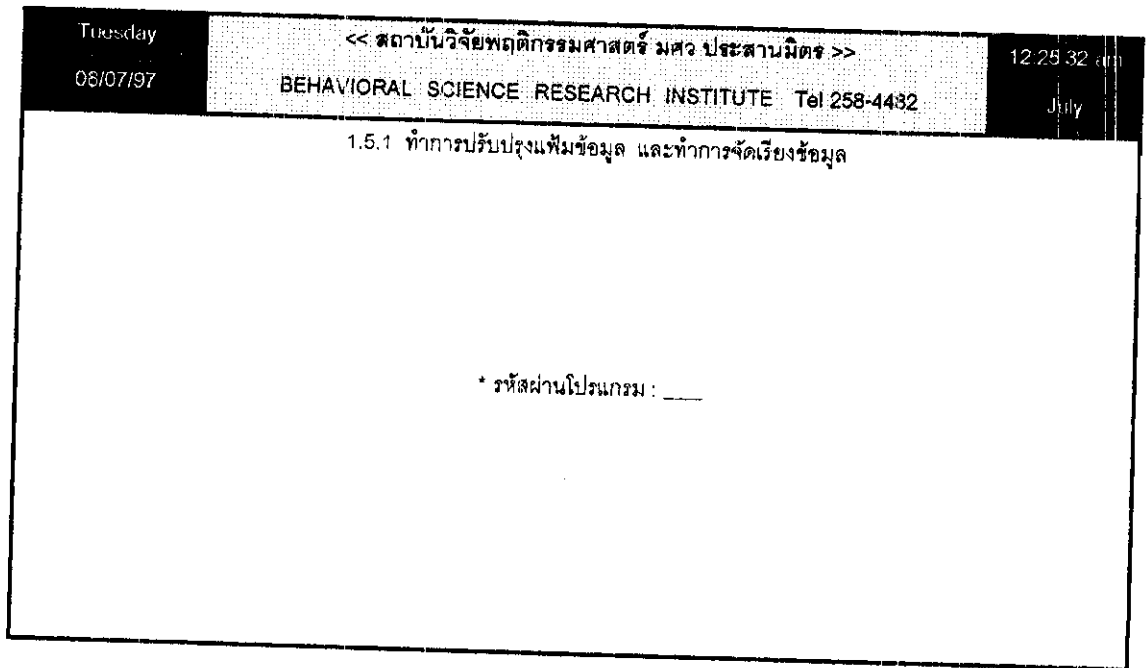 Tuesday
08/07/97
<< สถาบันวิจัยพฤติกรรมศาสตร์ มศว ประสานมิตร >>
BEHAVIORAL SCIENCE RESEARCH INSTITUTE Tel 258-4482
12:25:32 am
July
1.5.1 ทำการปรับปรุงแฟ้มข้อมูล และทำการจัดเรียงข้อมูล
* รหัสผ่านโปรแกรม : ___